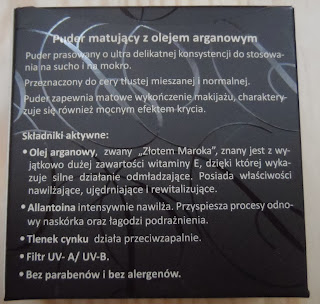 Puder matujący z olejem arganowym
Puder prasowany o ultra delikatnej konsystencji do stosowa-
nia na sucho i na mokro.
Przeznaczony do cery tłustej mieszanej i normalnej.
Puder zapewnia matowe wykończenie makijażu, charaktery-
zuje się również mocnym efektem krycia.
Składniki aktywne:
• Olej arganowy, zwany „Złotem Maroka”, znany jest z wy-
jątkowo dużej zawartości witaminy E, dzięki której wyka-
zuje silne działanie odmładzające. Posiada właściwości
nawilżające, ujędrniające i rewitalizujące.
• Allantoina intensywnie nawilża. Przyspiesza procesy odno-
wy naskórka oraz łagodzi podrażnienia.
• Tlenek cynku działa przeciwzapalnie.
• Filtr UV- A/ UV-B.
• Bez parabenów i bez alergenów.